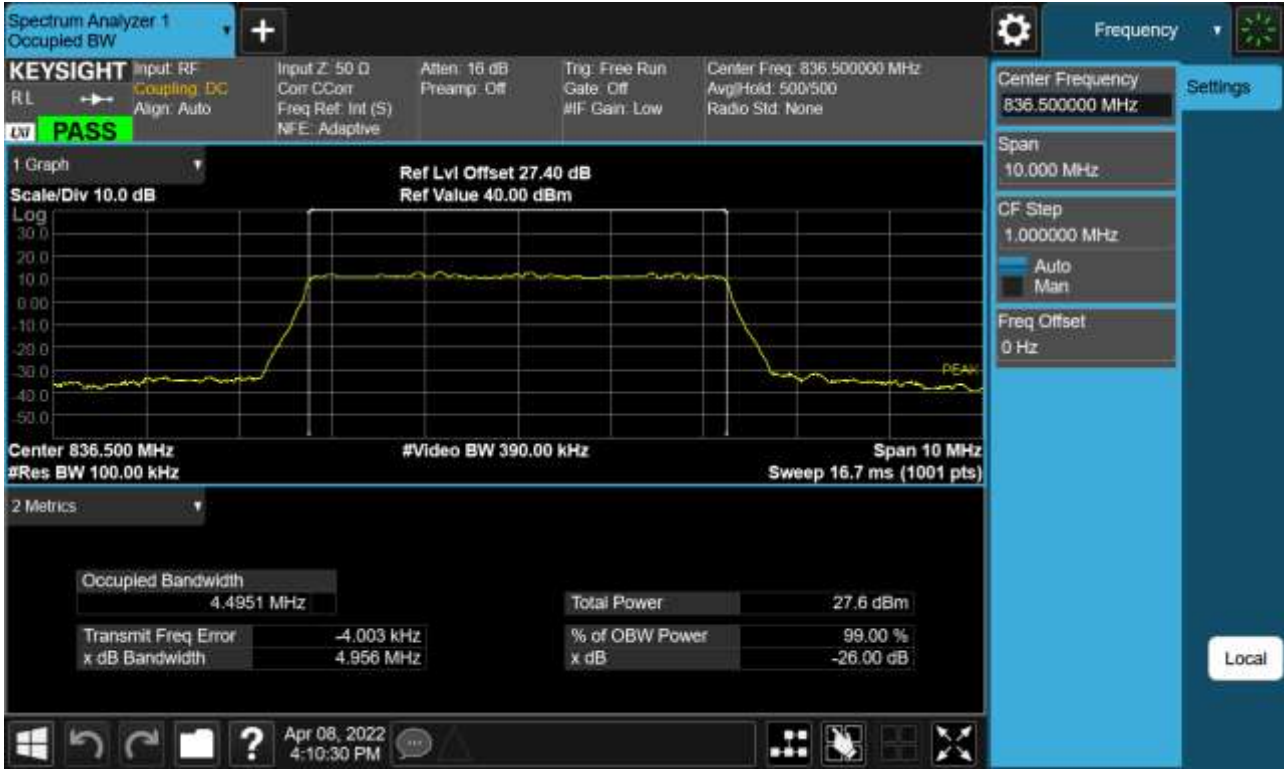 Spectrum Analyzer 1
Occupied BW
Frequency
KEYSIGHT
RL
LXI
PASS
Input: RF
Coupling: DC
Align: Auto
Input Z: 50 Ω
Corr CCorr
Freq Ref: Int (S)
NFE: Adaptive
Atten: 16 dB
Preamp: Off
Trig: Free Run
Gate: Off
#IF Gain: Low
Center Freq: 836.500000 MHz
Avg|Hold: 500/500
Radio Std: None
Center Frequency
836.500000 MHz
Settings
Span
10.000 MHz
CF Step
1.000000 MHz
Auto
Man
Freq Offset
0 Hz
Local
1 Graph
Scale/Div 10.0 dB
Ref Lvl Offset 27.40 dB
Ref Value 40.00 dBm
Log
30.0
20.0
10.0
0.00
-10.0
-20.0
-30.0
-40.0
-50.0
PEAK
Center 836.500 MHz
#Video BW 390.00 kHz
Span 10 MHz
#Res BW 100.00 kHz
Sweep 16.7 ms (1001 pts)
2 Metrics
Occupied Bandwidth
4.4951 MHz
Total Power 27.6 dBm
Transmit Freq Error -4.003 kHz
% of OBW Power 99.00 %
x dB Bandwidth 4.956 MHz
x dB -26.00 dB
Apr 08, 2022
4:10:30 PM